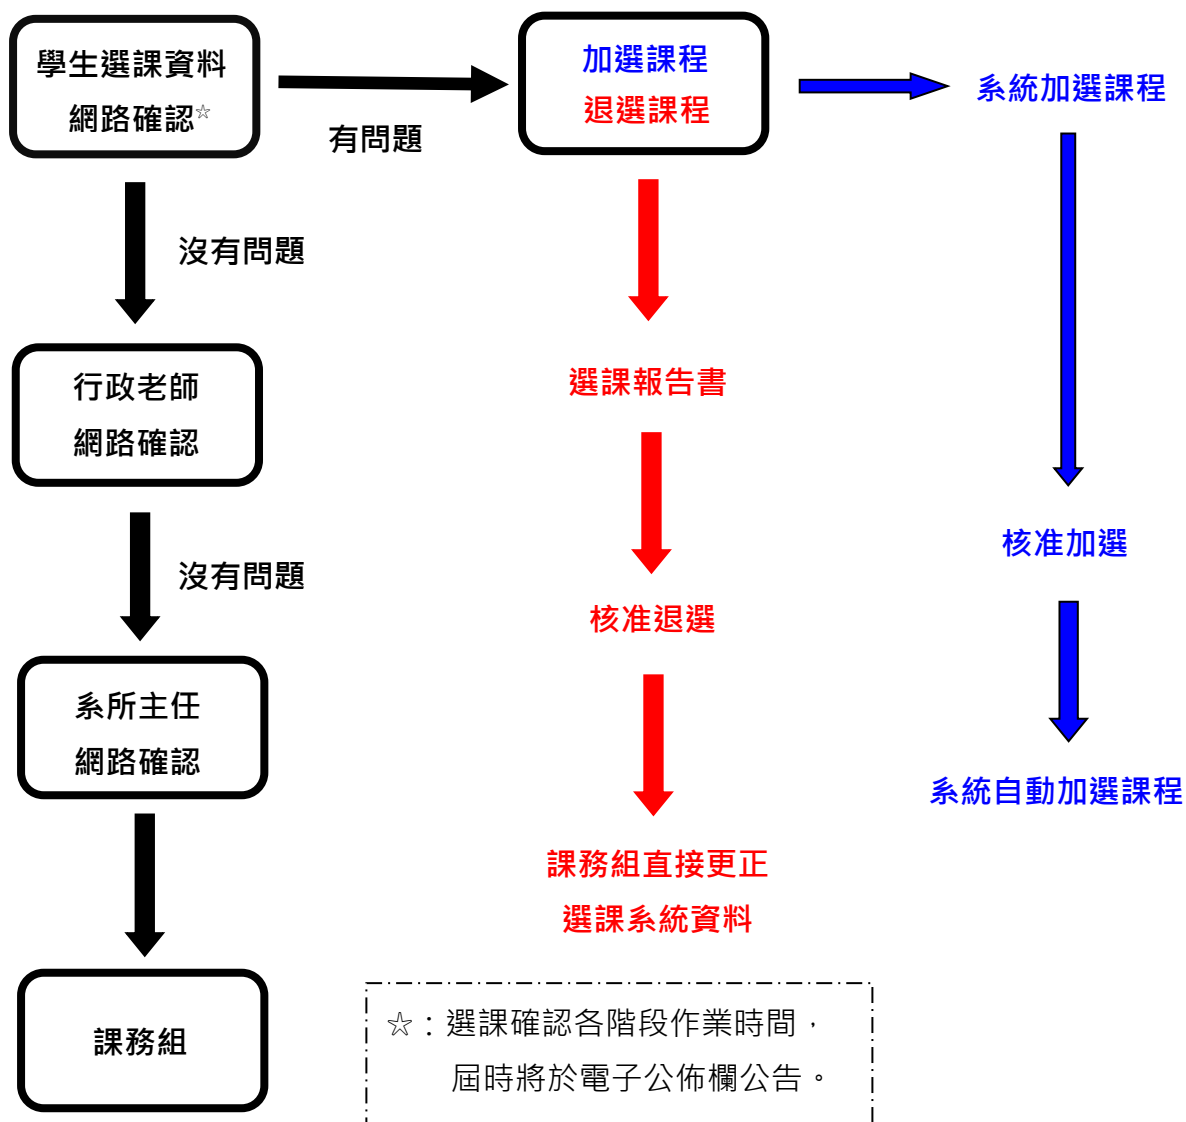 學生選課資料
網路確認☆
有問題
加選課程
退選課程
系統加選課程
沒有問題
行政老師
網路確認
選課報告書
核准加選
沒有問題
核准退選
系所主任
網路確認
系統自動加選課程
課務組直接更正
選課系統資料
課務組
☆：選課確認各階段作業時間，
屆時將於電子公佈欄公告。